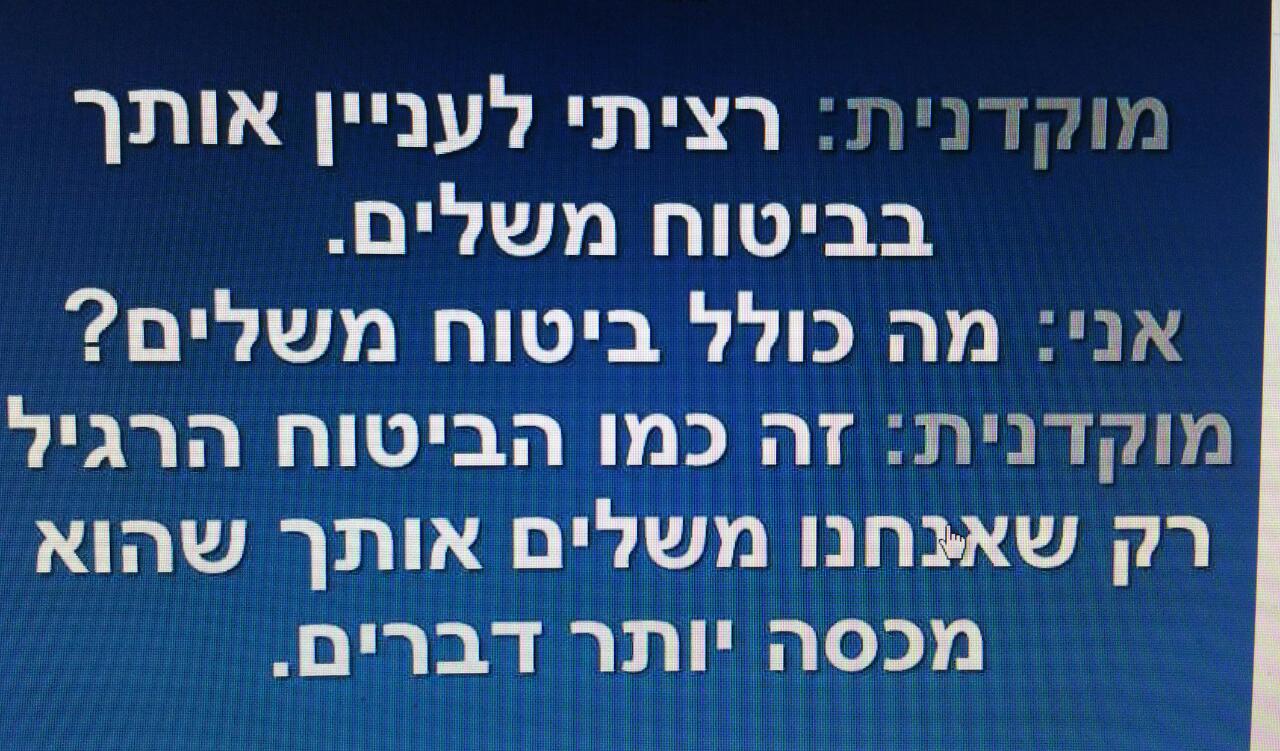 מוקדנית: רציתי לעניין אותך
בביטוח משלים.
אני: מה כולל ביטוח משלים?
מוקדנית: זה כמו הביטוח הרגיל
רק שאנחנו משלים אותך שהוא
מכסה יותר דברים.